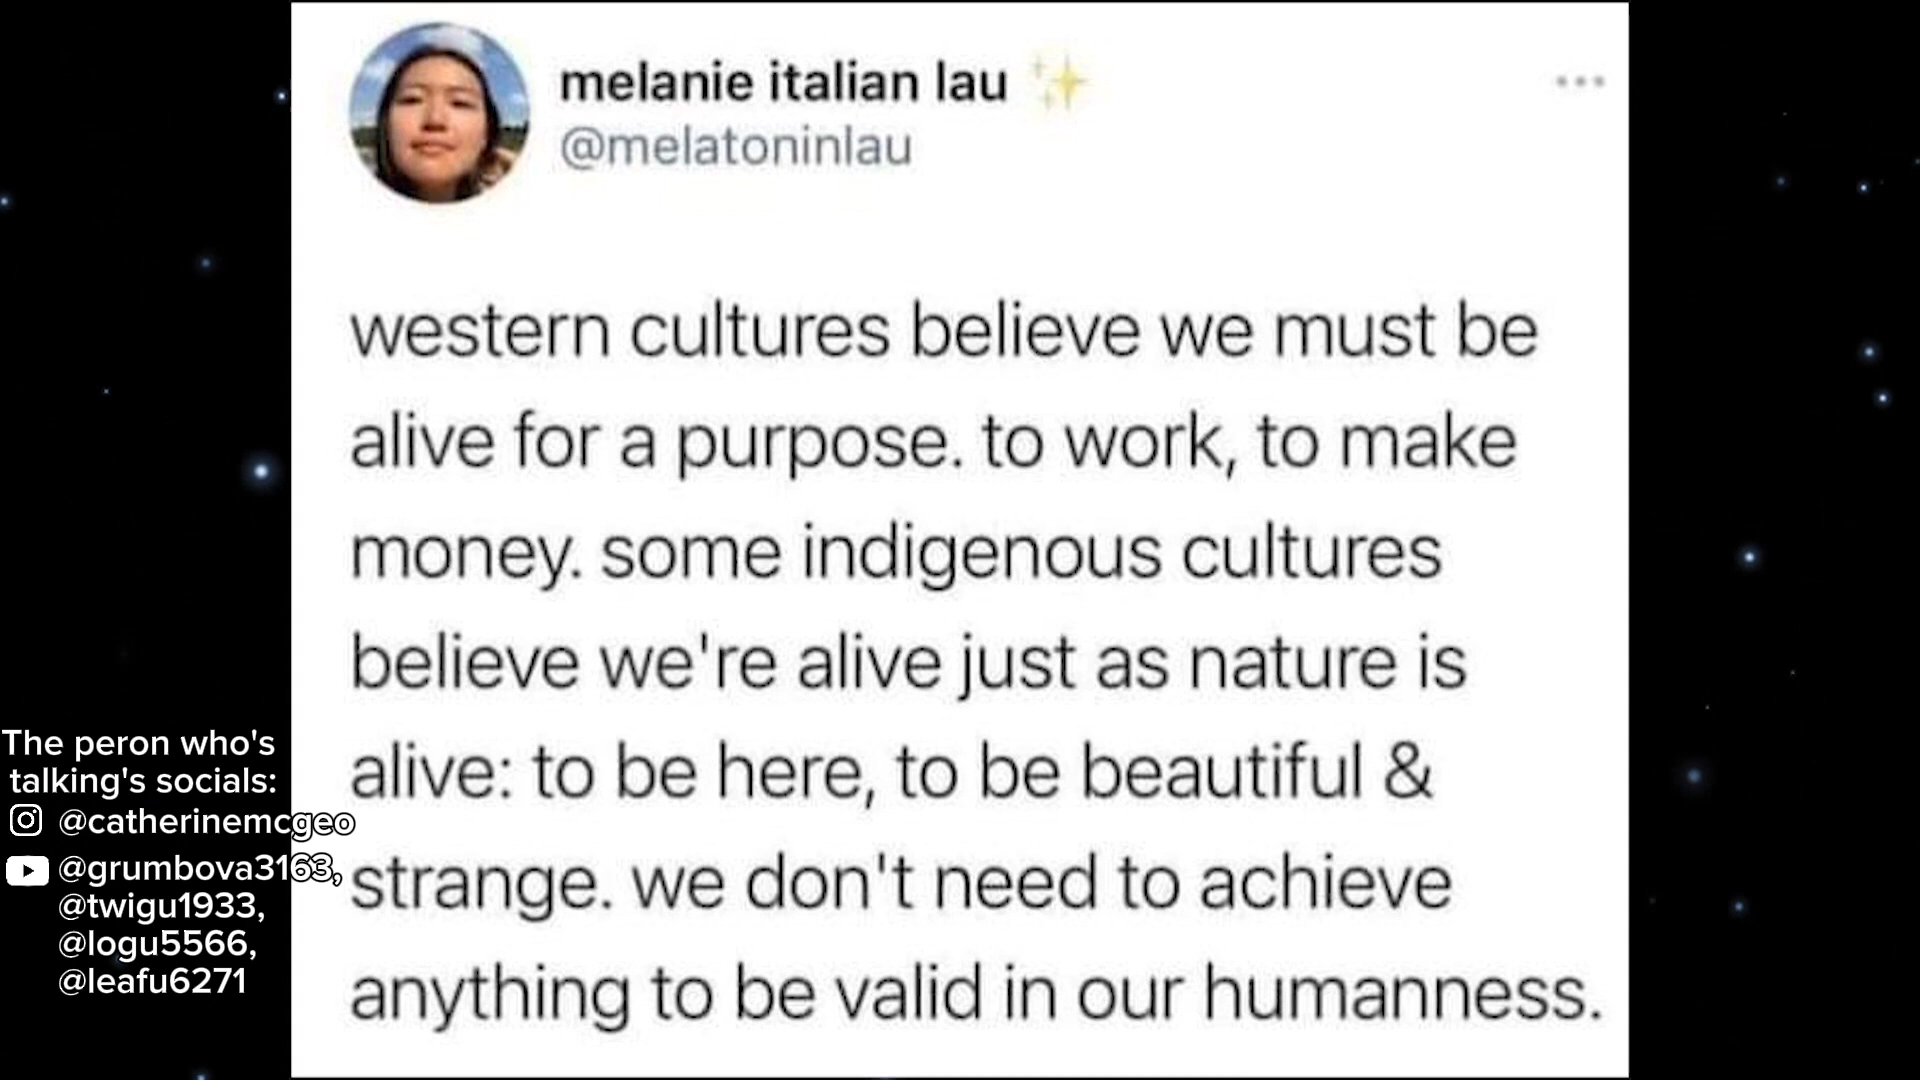 melanie italian lau ✨
@melatoninlau
western cultures believe we must be
alive for a purpose. to work, to make
money. some indigenous cultures
believe we're alive just as nature is
alive: to be here, to be beautiful &
strange. we don't need to achieve
anything to be valid in our humanness.
The peron who's
talking's socials:
@catherinemcgeo
@grumbova3163,
@twigu1933,
@logu5566,
@leafu6271